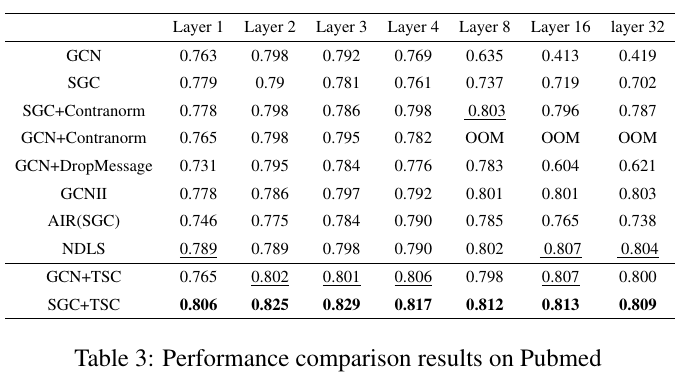 Layer 1 Layer 2 Layer 3 Layer 4 Layer 8 Layer 16 layer 32
GCN 0.763 0.798 0.792 0.769 0.635 0.413 0.419
SGC 0.779 0.79 0.781 0.761 0.737 0.719 0.702
SGC+Contranorm 0.778 0.798 0.786 0.798 0.803 0.796 0.787
GCN+Contranorm 0.765 0.798 0.795 0.782 OOM OOM OOM
GCN+DropMessage 0.731 0.795 0.784 0.776 0.783 0.604 0.621
GCNII 0.778 0.786 0.797 0.792 0.801 0.801 0.803
AIR(SGC) 0.746 0.775 0.784 0.790 0.785 0.765 0.738
NDLS 0.789 0.789 0.798 0.790 0.802 0.807 0.804
GCN+TSC 0.765 0.802 0.801 0.806 0.798 0.807 0.800
SGC+TSC 0.806 0.825 0.829 0.817 0.812 0.813 0.809
Table 3: Performance comparison results on Pubmed